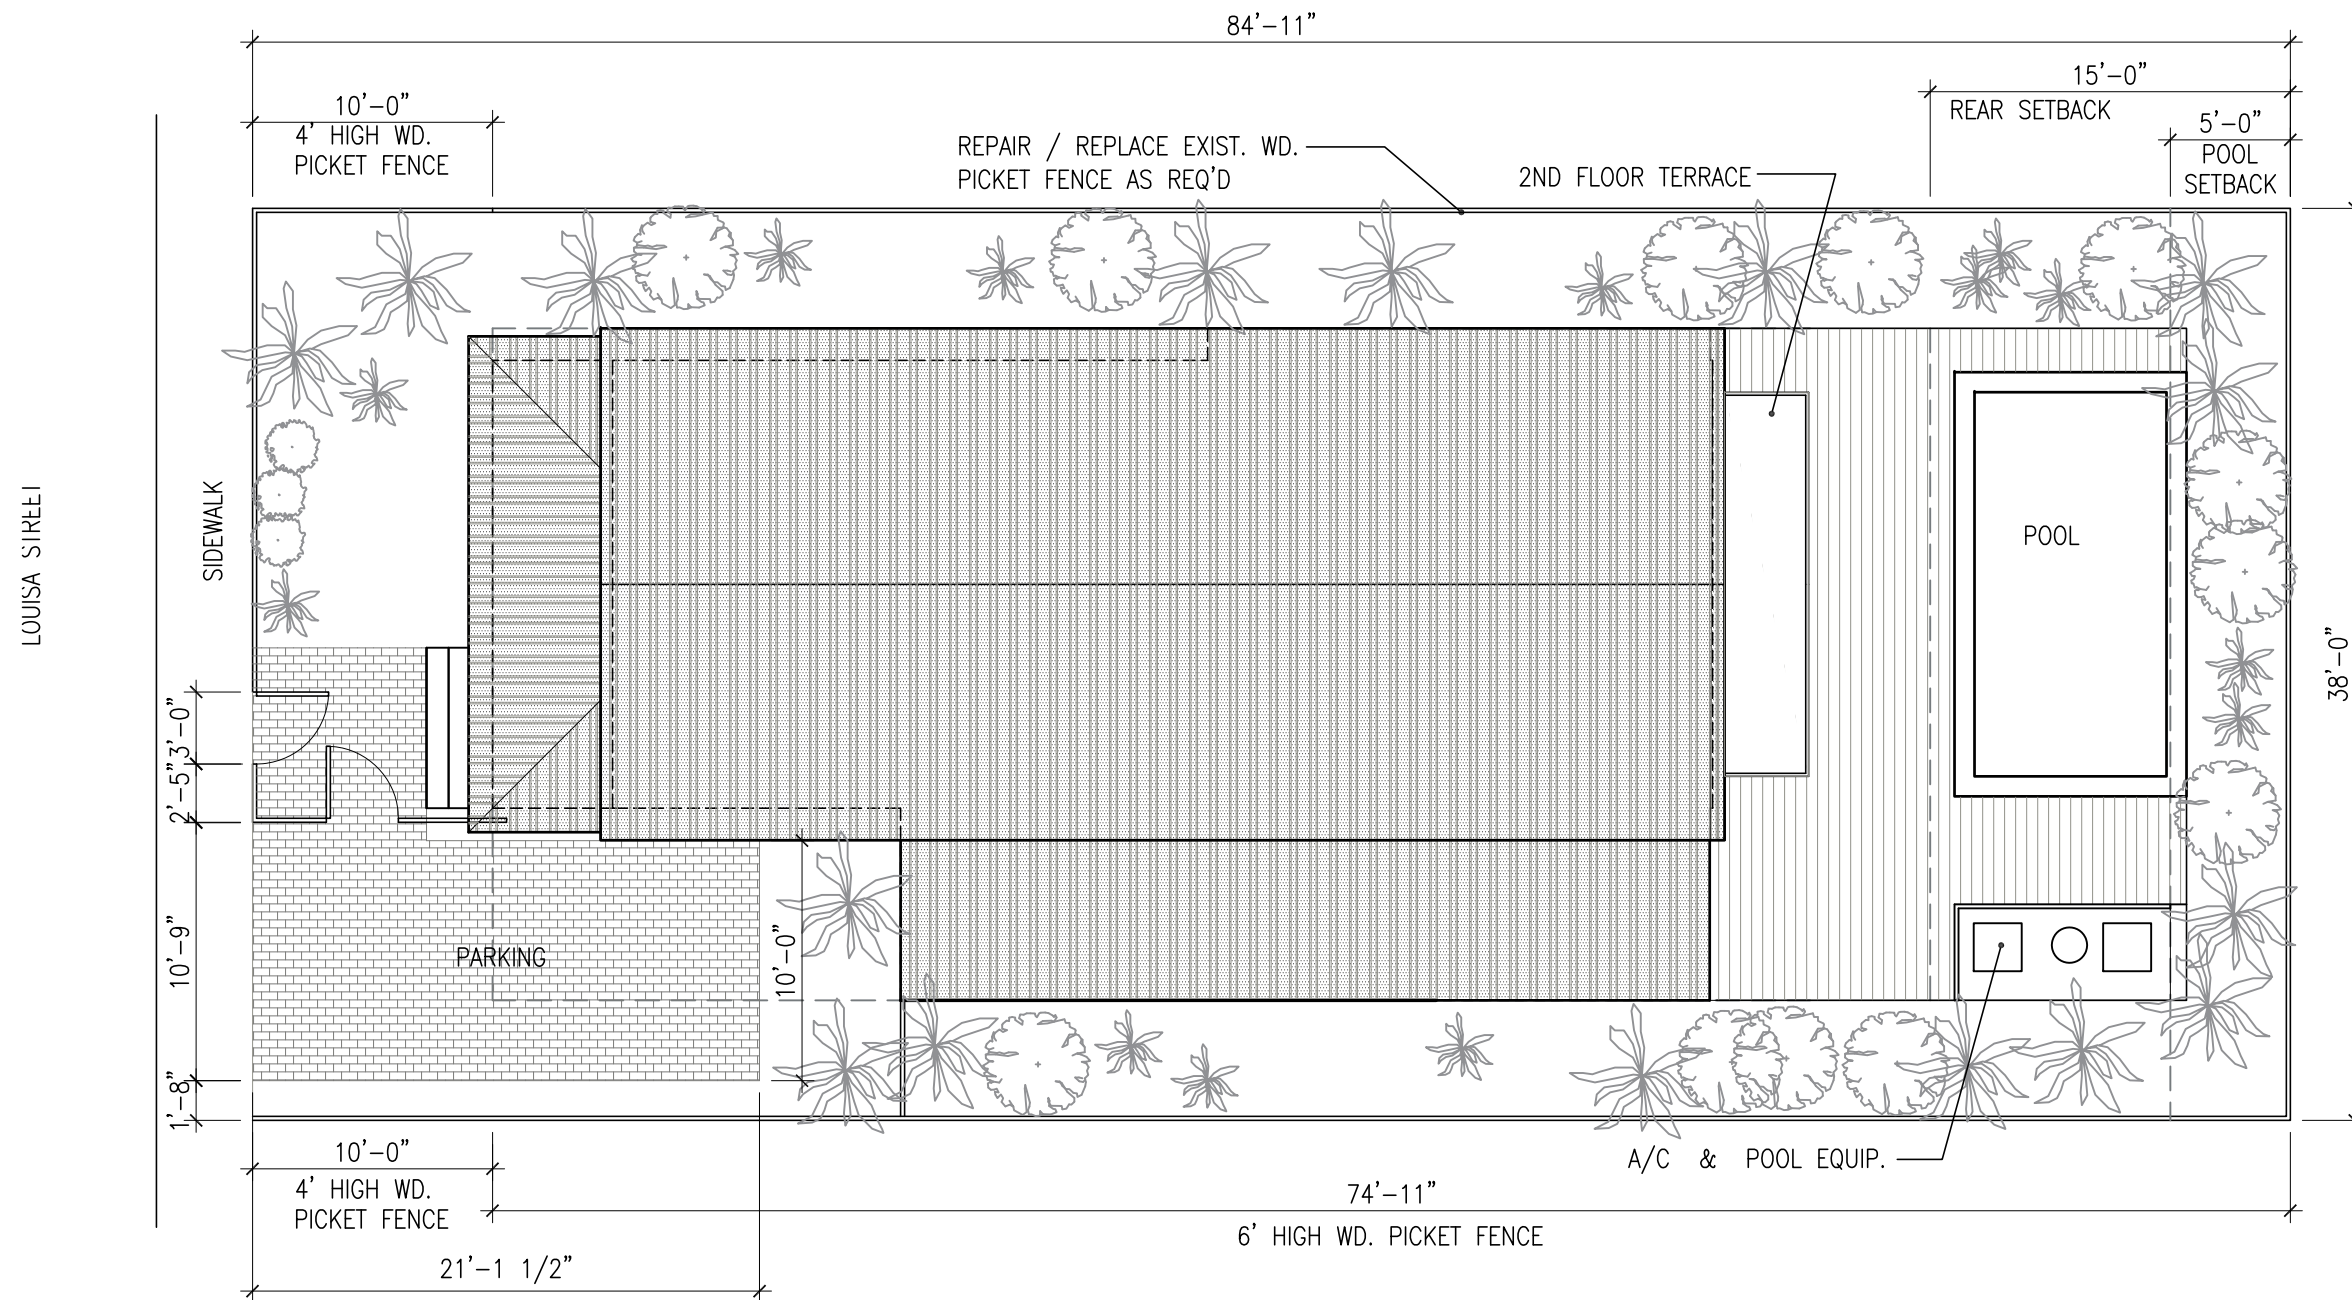 84'-11"
15'-0"
REAR SETBACK
10'-0"
4' HIGH WD.
PICKET FENCE
5'-0"
POOL
SETBACK
REPAIR / REPLACE EXIST. WD.
PICKET FENCE AS REQ'D
2ND FLOOR TERRACE
LOUISA STREET
SIDEWALK
POOL
38'-0"
3'-0"
2'-5"
10'-9"
1'-8"
PARKING
10'-0"
10'-0"
4' HIGH WD.
PICKET FENCE
A/C & POOL EQUIP.
74'-11"
6' HIGH WD. PICKET FENCE
21'-1 1/2"